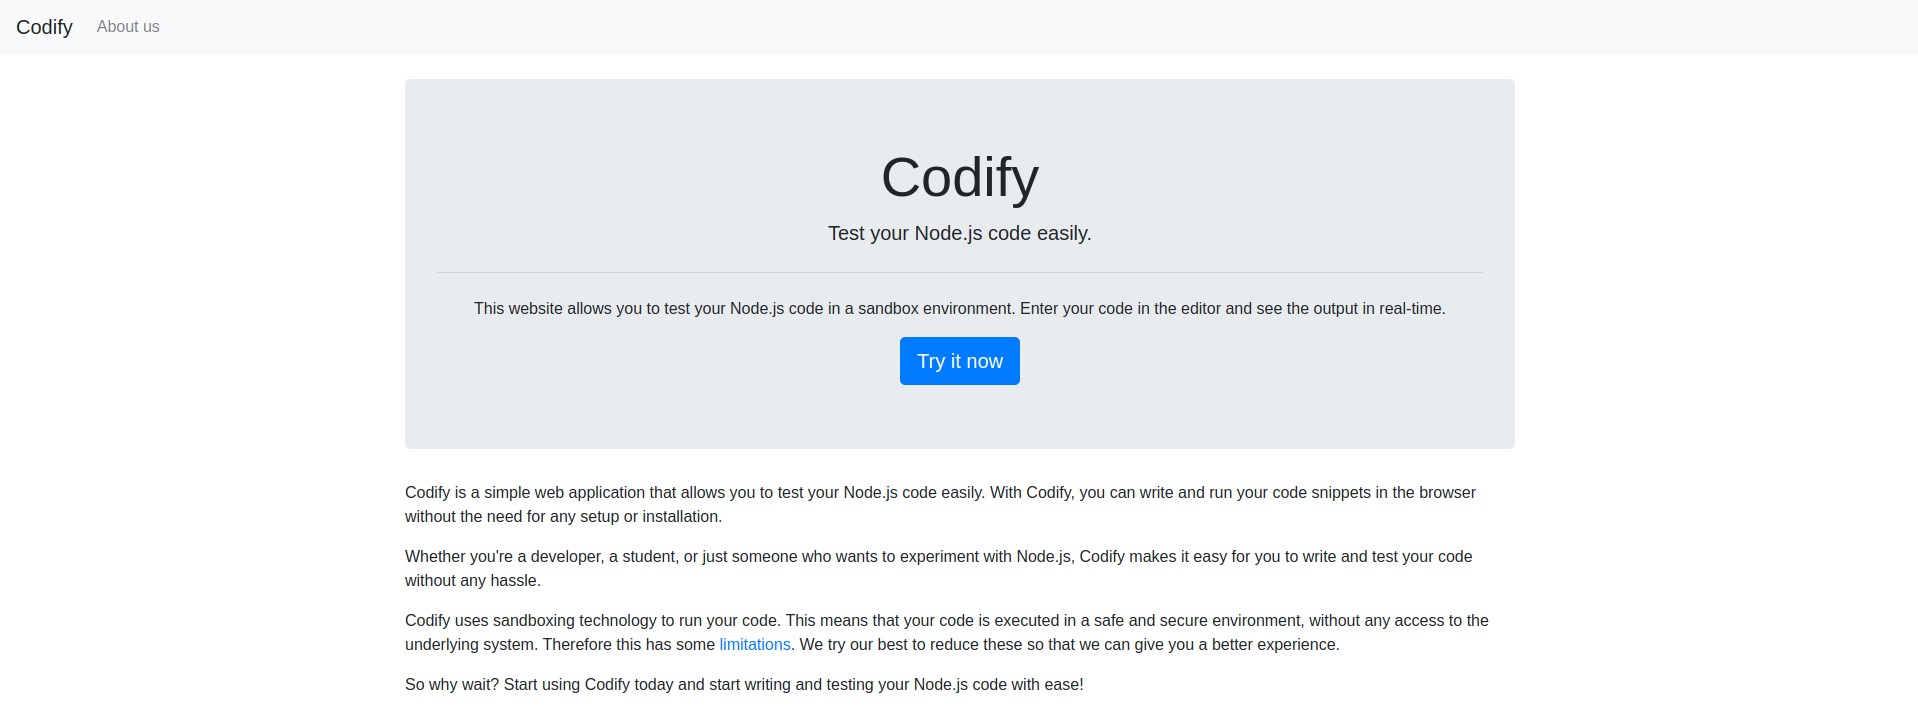 Codify About us
Codify
Test your Node.js code easily.
This website allows you to test your Node.js code in a sandbox environment. Enter your code in the editor and see the output in real-time.
Try it now
Codify is a simple web application that allows you to test your Node.js code easily. With Codify, you can write and run your code snippets in the browser
without the need for any setup or installation.
Whether you're a developer, a student, or just someone who wants to experiment with Node.js, Codify makes it easy for you to write and test your code
without any hassle.
Codify uses sandboxing technology to run your code. This means that your code is executed in a safe and secure environment, without any access to the
underlying system. Therefore this has some limitations. We try our best to reduce these so that we can give you a better experience.
So why wait? Start using Codify today and start writing and testing your Node.js code with ease!